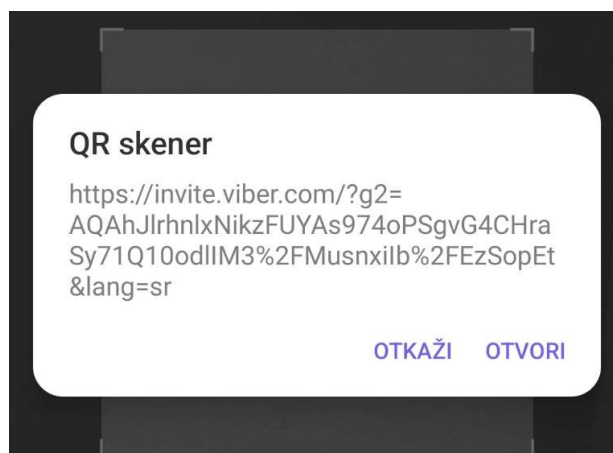 QR skener
https://invite.viber.com/?g2=
AQAhJlrhnlxNikzFUYAs974oPSgvG4CHra
Sy71Q10odlIM3%2FMusnxiIb%2FEzSopEt
&lang=sr
OTKAŽI OTVORI